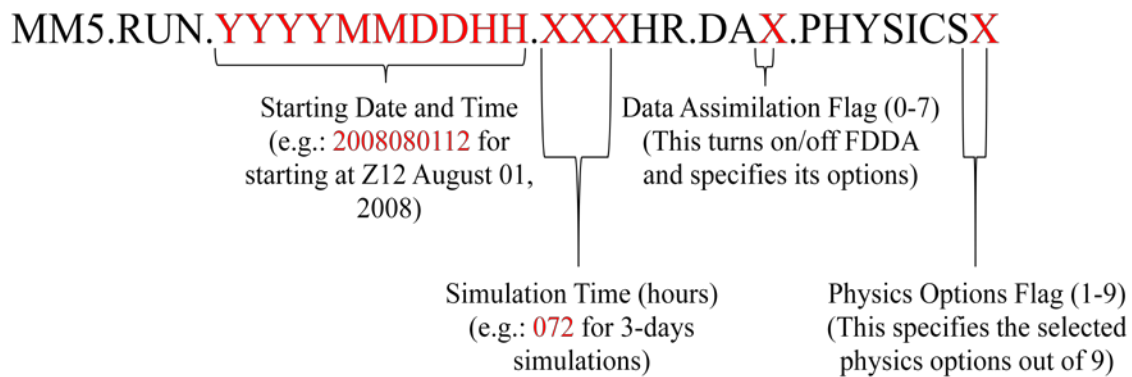 MM5.RUN.YYYYMMDDHH.XXXHR.DAX.PHYSICSX
Starting Date and Time
(e.g.: 2008080112 for
starting at Z12 August 01,
2008)
Data Assimilation Flag (0-7)
(This turns on/off FDDA
and specifies its options)
Simulation Time (hours)
(e.g.: 072 for 3-days
simulations)
Physics Options Flag (1-9)
(This specifies the selected
physics options out of 9)